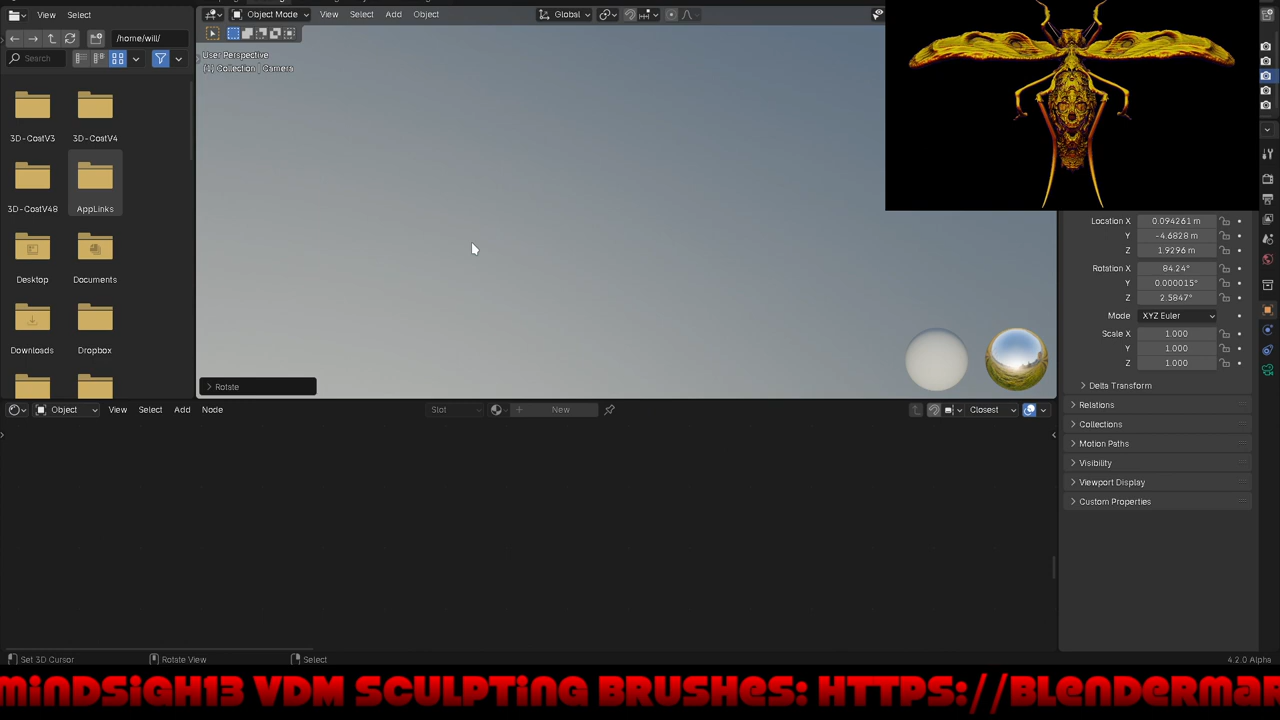 View Select
Object Mode View Select Add Object Global
/home/will/
Search
User Perspective
(1) Collection | Camera
3D-CoatV3 3D-CoatV4
3D-CoatV48 AppLinks
Desktop Documents
Downloads Dropbox
Rotate
Location X 0.094261 m
Y -4.6828 m
Z 1.9296 m
Rotation X 84.24°
Y 0.000015°
Z 2.5847°
Mode XYZ Euler
Scale X 1.000
Y 1.000
Z 1.000
Delta Transform
Relations
Collections
Motion Paths
Visibility
Viewport Display
Custom Properties
Object View Select Add Node Slot New Closest
Set 3D Cursor Rotate View Select 4.2.0 Alpha
MiNDSiGH13 VDM SCULPTiNG BRUSHES: HTTPS://BLENDERMAR